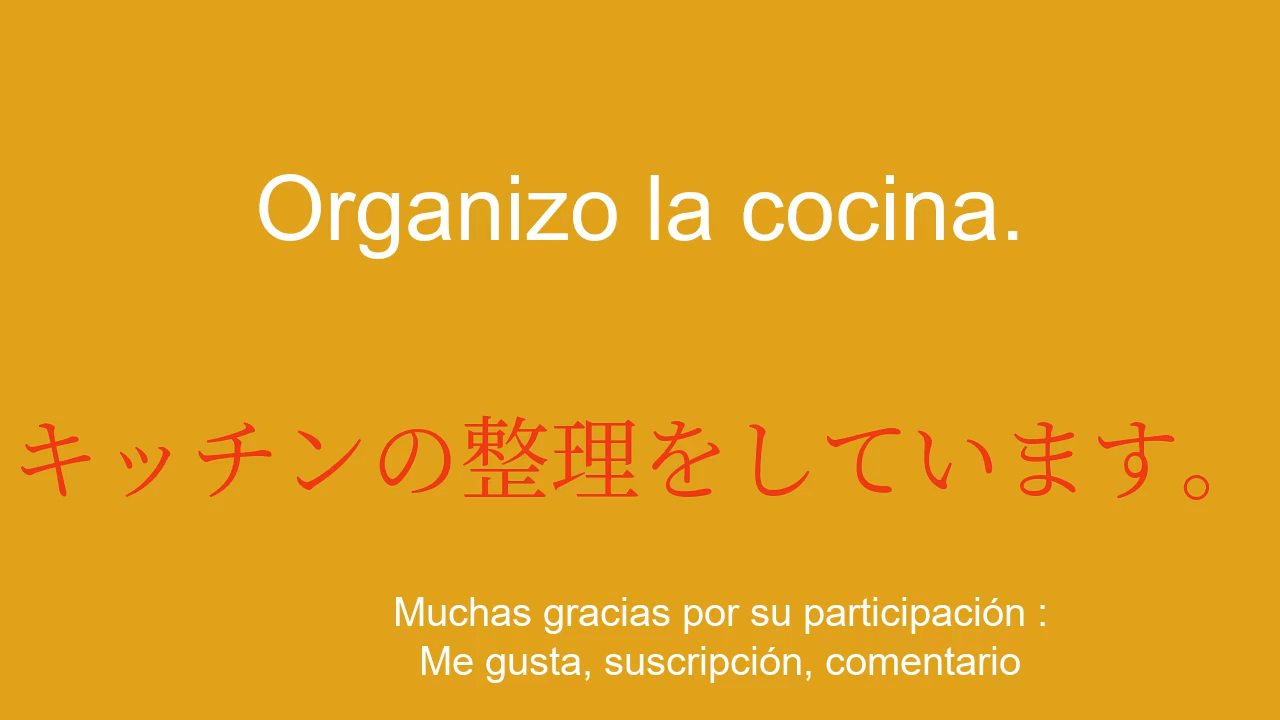 Organizo la cocina.
キッチンの整理をしています。
Muchas gracias por su participación :
Me gusta, suscripción, comentario